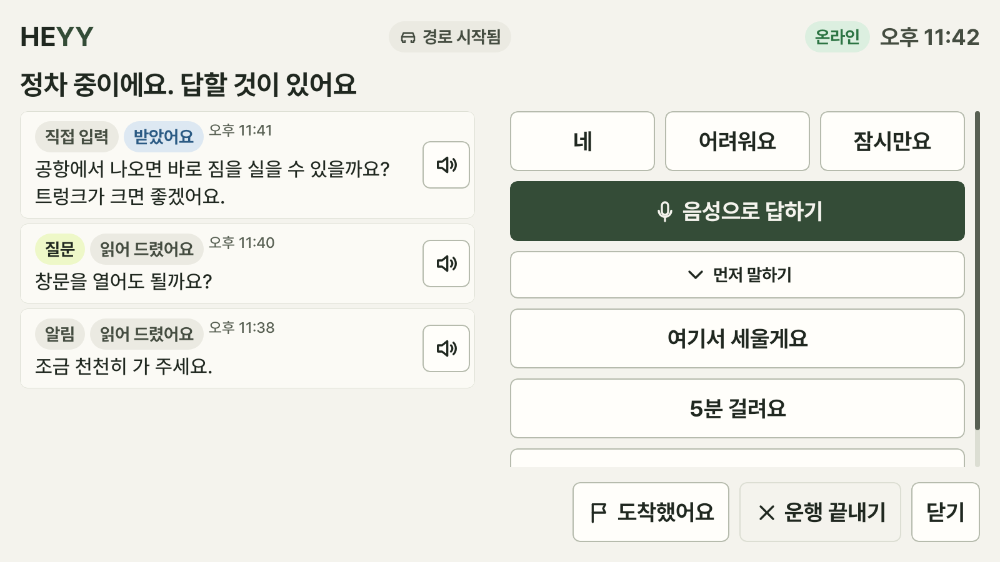 HEYY
경로 시작됨
온라인 오후 11:42
정차 중이에요. 답할 것이 있어요
직접 입력 받았어요 오후 11:41
공항에서 나오면 바로 짐을 실을 수 있을까요?
트렁크가 크면 좋겠어요.
질문 읽어 드렸어요 오후 11:40
창문을 열어도 될까요?
알림 읽어 드렸어요 오후 11:38
조금 천천히 가 주세요.
네 어려워요 잠시만요
음성으로 답하기
먼저 말하기
여기서 세울게요
5분 걸려요
도착했어요 운행 끝내기 닫기